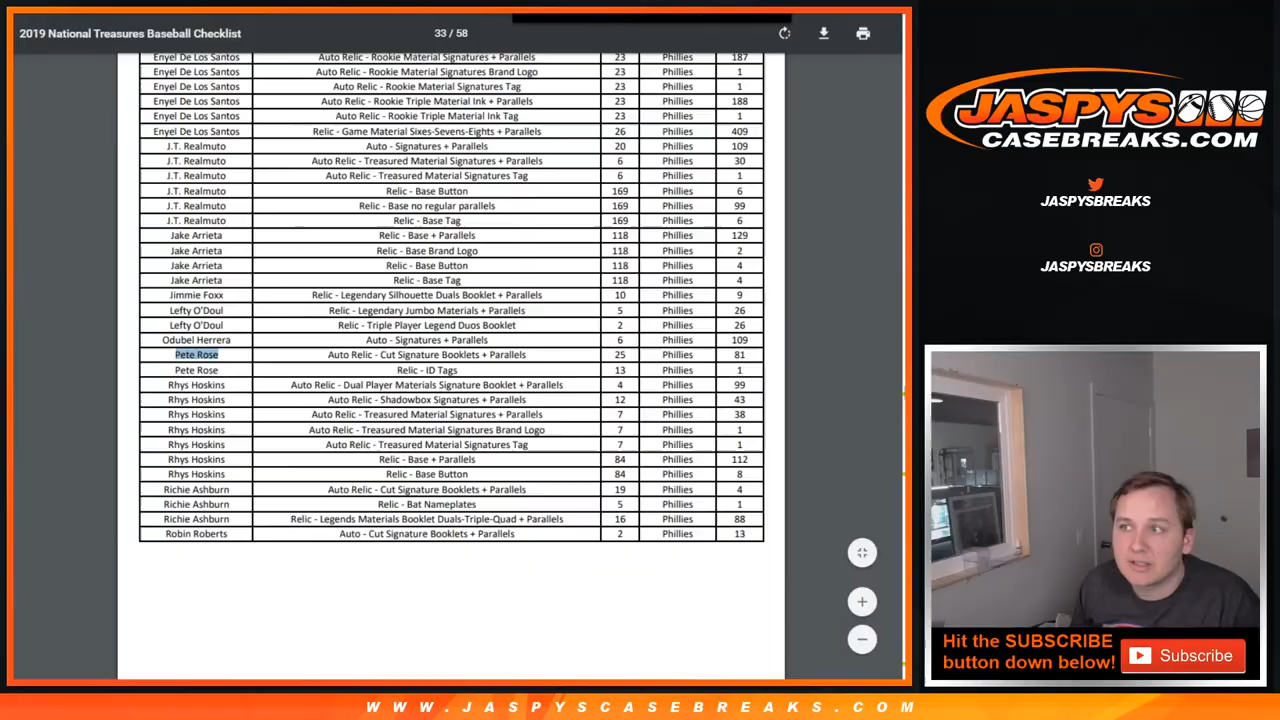 2019 National Treasures Baseball Checklist 33 / 58
Enyel De Los Santos Auto Relic - Rookie Material Signatures + Parallels 23 Phillies 187
Enyel De Los Santos Auto Relic - Rookie Material Signatures Brand Logo 23 Phillies 1
Enyel De Los Santos Auto Relic - Rookie Material Signatures Tag 23 Phillies 1
Enyel De Los Santos Auto Relic - Rookie Triple Material Ink + Parallels 23 Phillies 188
Enyel De Los Santos Auto Relic - Rookie Triple Material Ink Tag 23 Phillies 1
Enyel De Los Santos Relic - Game Material Sixes-Sevens-Eights + Parallels 26 Phillies 409
J.T. Realmuto Auto - Signatures + Parallels 20 Phillies 109
J.T. Realmuto Auto Relic - Treasured Material Signatures + Parallels 6 Phillies 30
J.T. Realmuto Auto Relic - Treasured Material Signatures Tag 6 Phillies 1
J.T. Realmuto Relic - Base Button 169 Phillies 6
J.T. Realmuto Relic - Base no regular parallels 169 Phillies 99
J.T. Realmuto Relic - Base Tag 169 Phillies 6
Jake Arrieta Relic - Base + Parallels 118 Phillies 129
Jake Arrieta Relic - Base Brand Logo 118 Phillies 2
Jake Arrieta Relic - Base Button 118 Phillies 4
Jake Arrieta Relic - Base Tag 118 Phillies 4
Jimmie Foxx Relic - Legendary Silhouette Duals Booklet + Parallels 10 Phillies 9
Lefty O'Doul Relic - Legendary Jumbo Materials + Parallels 5 Phillies 26
Lefty O'Doul Relic - Triple Player Legend Duos Booklet 2 Phillies 26
Odubel Herrera Auto - Signatures + Parallels 6 Phillies 109
Pete Rose Auto Relic - Cut Signature Booklets + Parallels 25 Phillies 81
Pete Rose Relic - ID Tags 13 Phillies 1
Rhys Hoskins Auto Relic - Dual Player Materials Signature Booklet + Parallels 4 Phillies 99
Rhys Hoskins Auto Relic - Shadowbox Signatures + Parallels 12 Phillies 43
Rhys Hoskins Auto Relic - Treasured Material Signatures + Parallels 7 Phillies 38
Rhys Hoskins Auto Relic - Treasured Material Signatures Brand Logo 7 Phillies 1
Rhys Hoskins Auto Relic - Treasured Material Signatures Tag 7 Phillies 1
Rhys Hoskins Relic - Base + Parallels 84 Phillies 112
Rhys Hoskins Relic - Base Button 84 Phillies 8
Richie Ashburn Auto Relic - Cut Signature Booklets + Parallels 19 Phillies 4
Richie Ashburn Relic - Bat Nameplates 5 Phillies 1
Richie Ashburn Relic - Legends Materials Booklet Duals-Triple-Quad + Parallels 16 Phillies 88
Robin Roberts Auto - Cut Signature Booklets + Parallels 2 Phillies 13
JASPYS
CASEBREAKS.COM
JASPYSBREAKS
JASPYSBREAKS
Hit the SUBSCRIBE
button down below!
Subscribe
WWW.JASPYSCASEBREAKS.COM